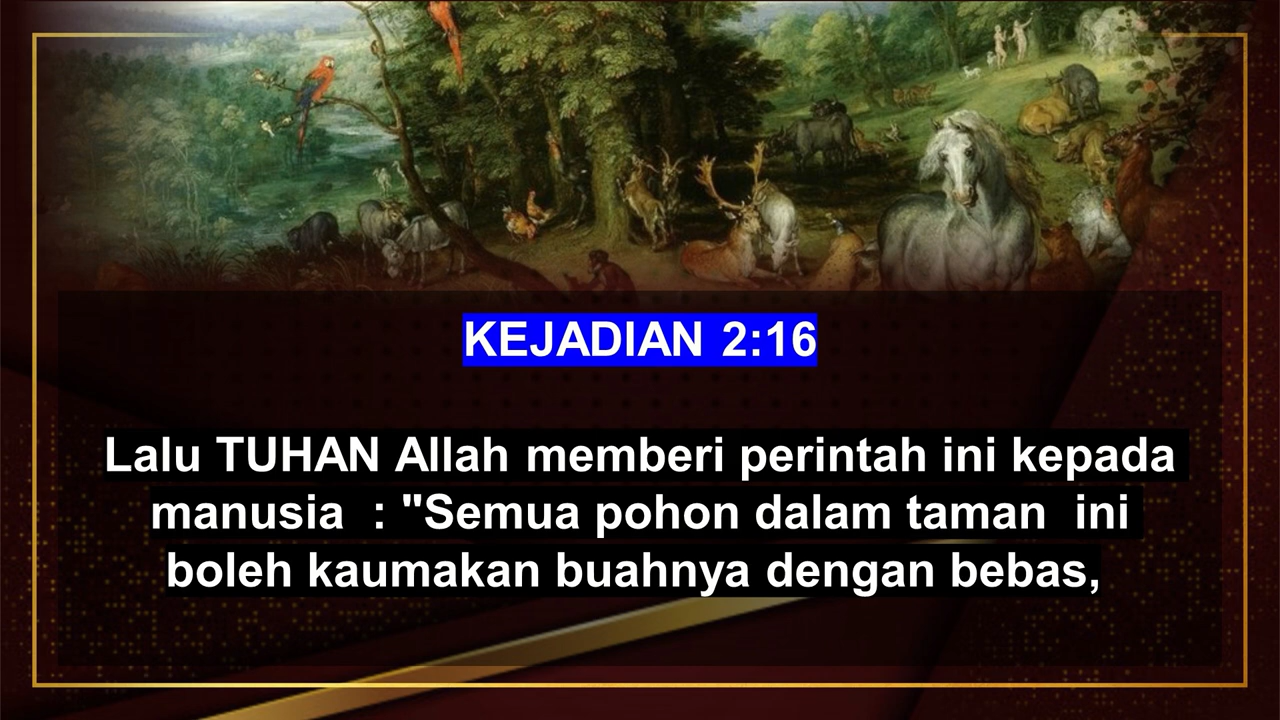 KEJADIAN 2:16
Lalu TUHAN Allah memberi perintah ini kepada
manusia  : "Semua pohon dalam taman  ini
boleh kaumakan buahnya dengan bebas,